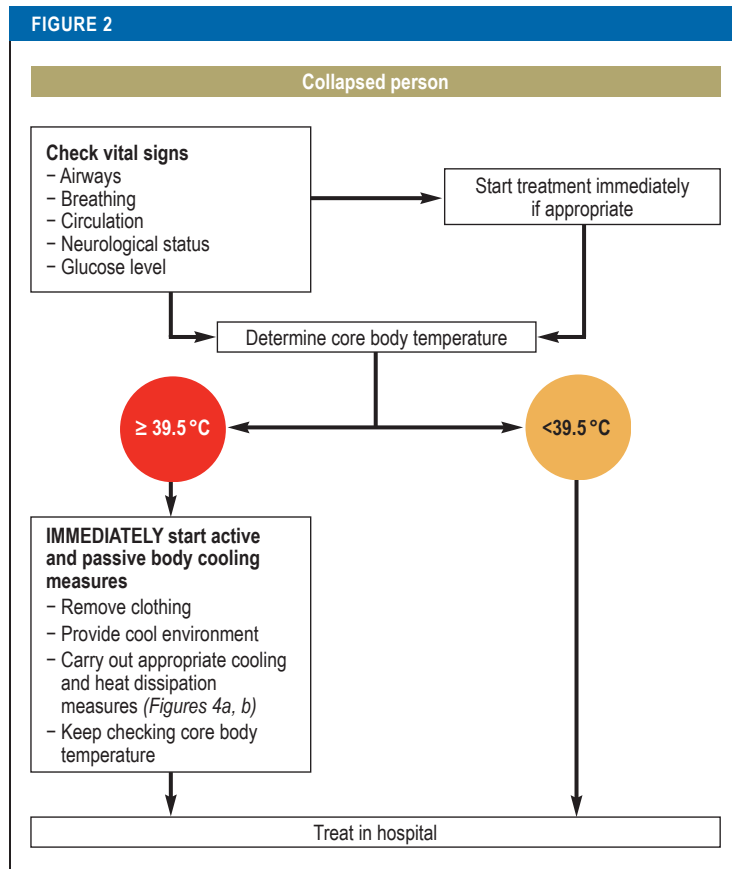 FIGURE 2
Collapsed person
Check vital signs
– Airways
– Breathing
– Circulation
– Neurological status
– Glucose level
Start treatment immediately
if appropriate
Determine core body temperature
≥ 39.5 °C
<39.5 °C
IMMEDIATELY start active
and passive body cooling
measures
– Remove clothing
– Provide cool environment
– Carry out appropriate cooling
and heat dissipation
measures (Figures 4a, b)
– Keep checking core body
temperature
Treat in hospital